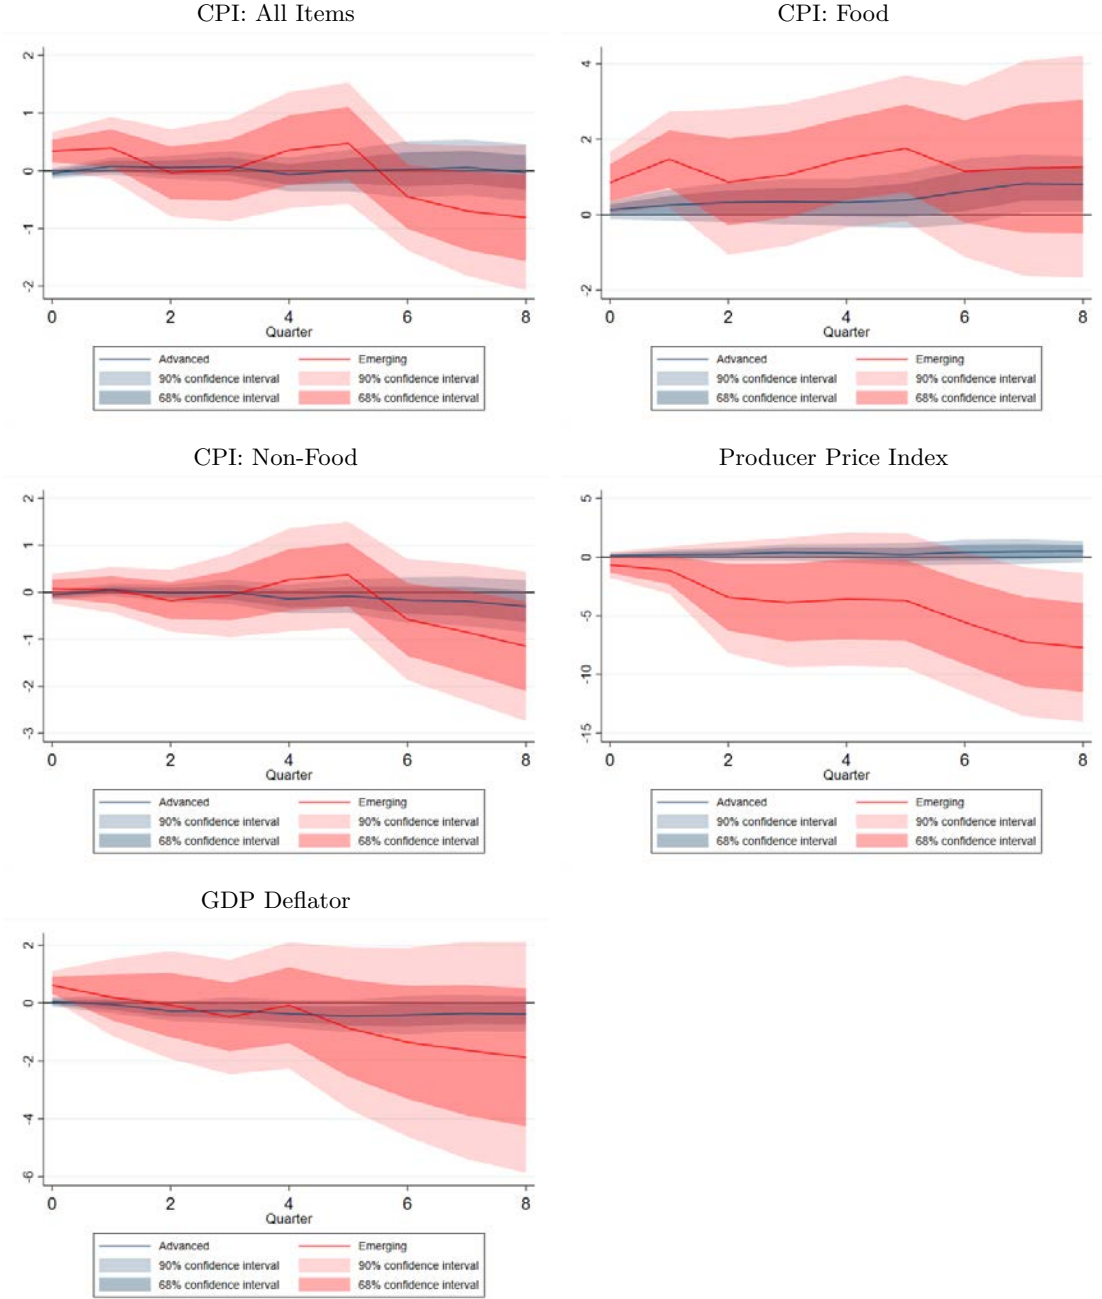 CPI: All Items
2
1
0
-1
-2
0 2 4 6 8
Quarter
Advanced Emerging
90% confidence interval 90% confidence interval
68% confidence interval 68% confidence interval
CPI: Food
4
2
0
-2
0 2 4 6 8
Quarter
Advanced Emerging
90% confidence interval 90% confidence interval
68% confidence interval 68% confidence interval
CPI: Non-Food
2
1
0
-1
-2
-3
0 2 4 6 8
Quarter
Advanced Emerging
90% confidence interval 90% confidence interval
68% confidence interval 68% confidence interval
Producer Price Index
5
0
-5
-10
-15
0 2 4 6 8
Quarter
Advanced Emerging
90% confidence interval 90% confidence interval
68% confidence interval 68% confidence interval
GDP Deflator
2
0
-2
-4
-6
0 2 4 6 8
Quarter
Advanced Emerging
90% confidence interval 90% confidence interval
68% confidence interval 68% confidence interval